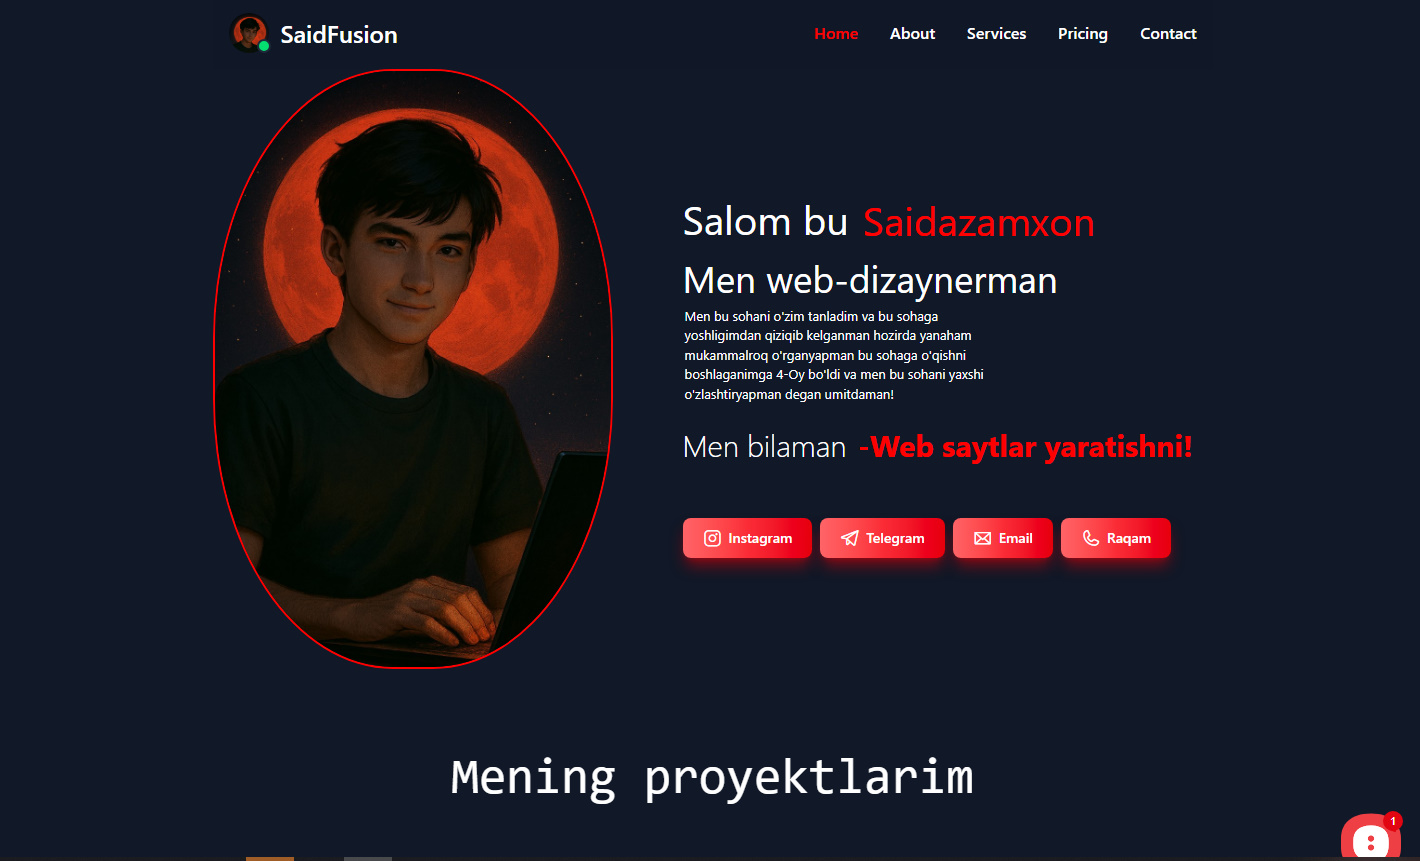 SaidFusion
Home About Services Pricing Contact
Salom bu Saidazamxon
Men web-dizaynerman
Men bu sohani o'zim tanladim va bu sohaga
yoshligimdan qiziqib kelganman hozirda yanaham
mukammalroq o'rganyapman bu sohaga o'qishni
boshlaganimga 4-Oy bo'ldi va men bu sohani yaxshi
o'zlashtiryapman degan umitdaman!
Men bilaman -Web saytlar yaratishni!
Instagram Telegram Email Raqam
Mening proyektlarim
1